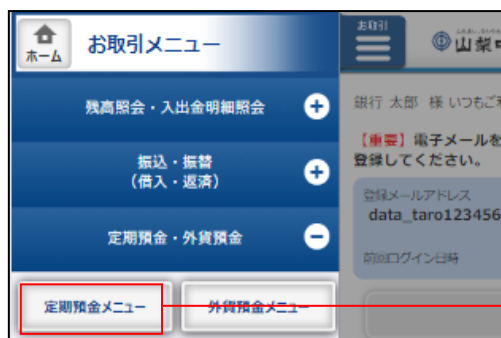 ホーム
お取引メニュー
残高照会・入出金明細照会
振込・振替
(借入・返済)
定期預金・外貨預金
定期預金メニュー
外貨預金メニュー
お取引
山梨中
銀行 太郎 様 いつもご利
【重要】電子メールを
登録してください。
登録メールアドレス
data_taro123456
前回ログイン日時